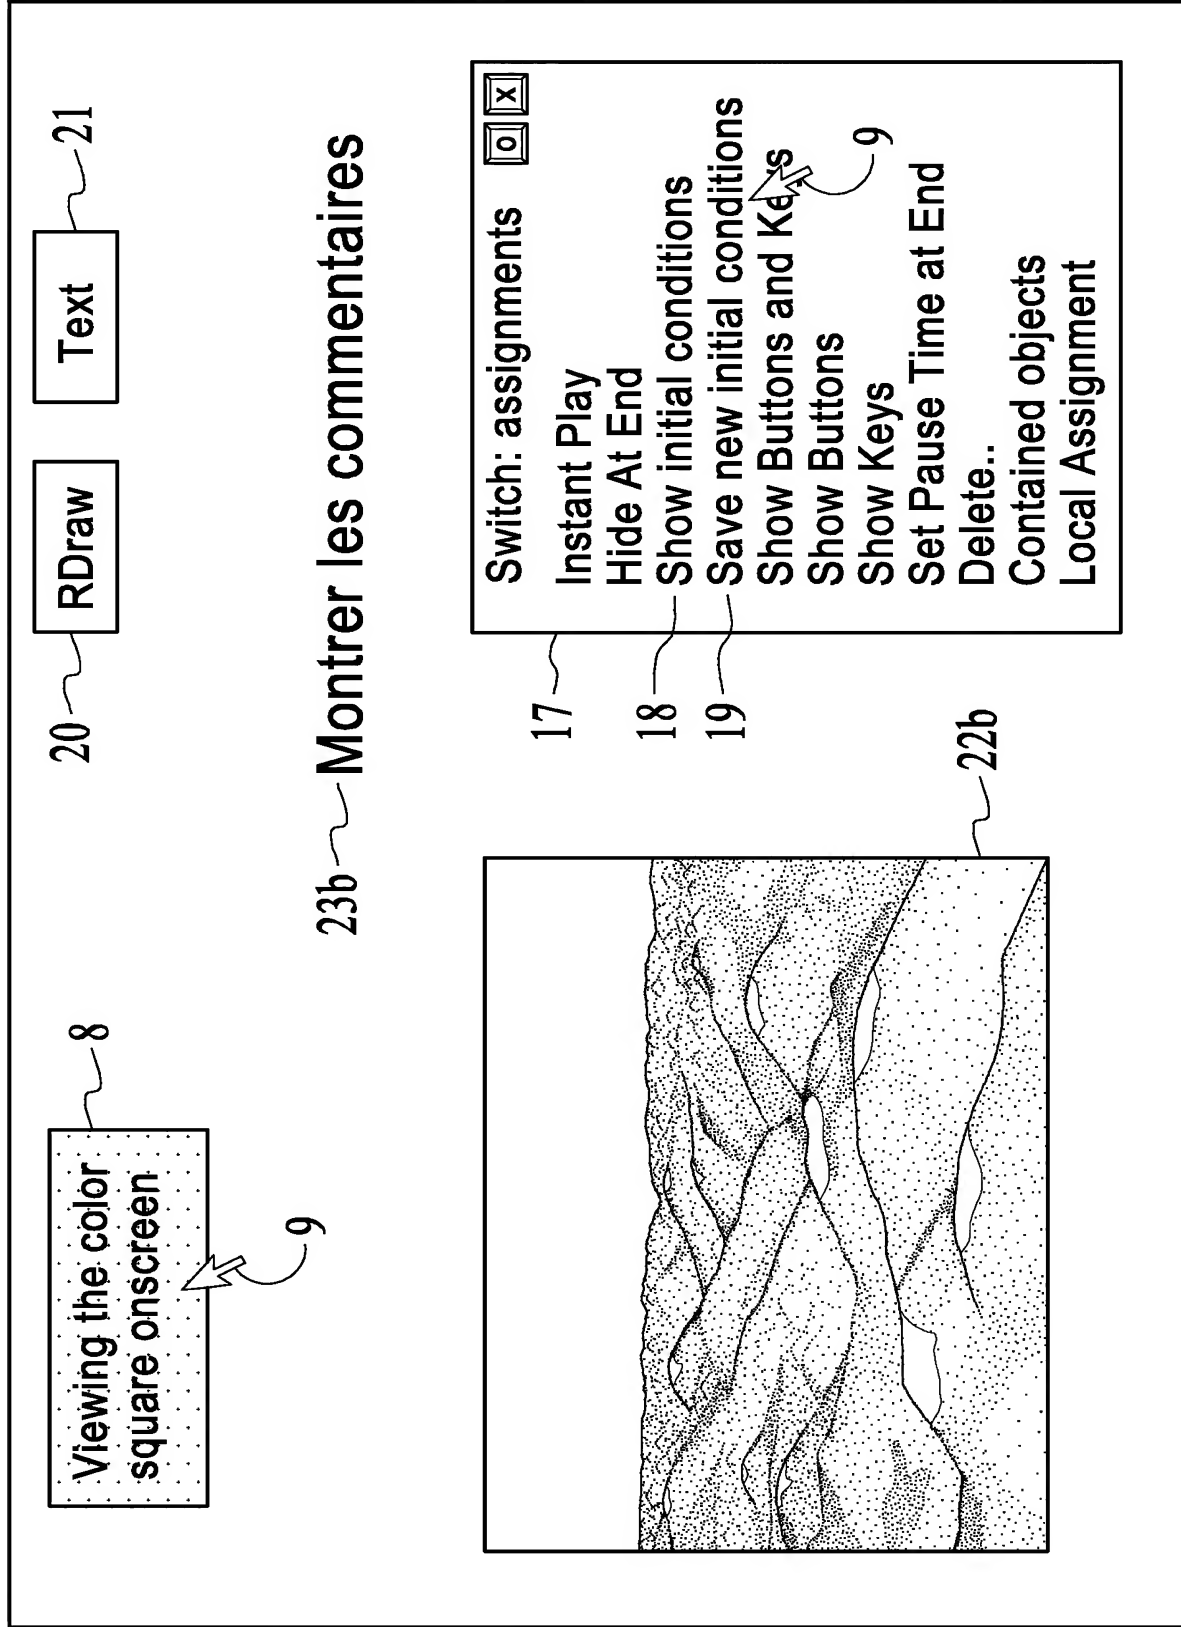 Viewing the color
square onscreen
8
9
RDraw
20
Text
21
23b
Montrer les commentaires
22b
17
18
19
Switch: assignments
O X
Instant Play
Hide At End
Show initial conditions
Save new initial conditions
Show Buttons and Keys
Show Buttons
Show Keys
Set Pause Time at End
Delete..
Contained objects
Local Assignment
9